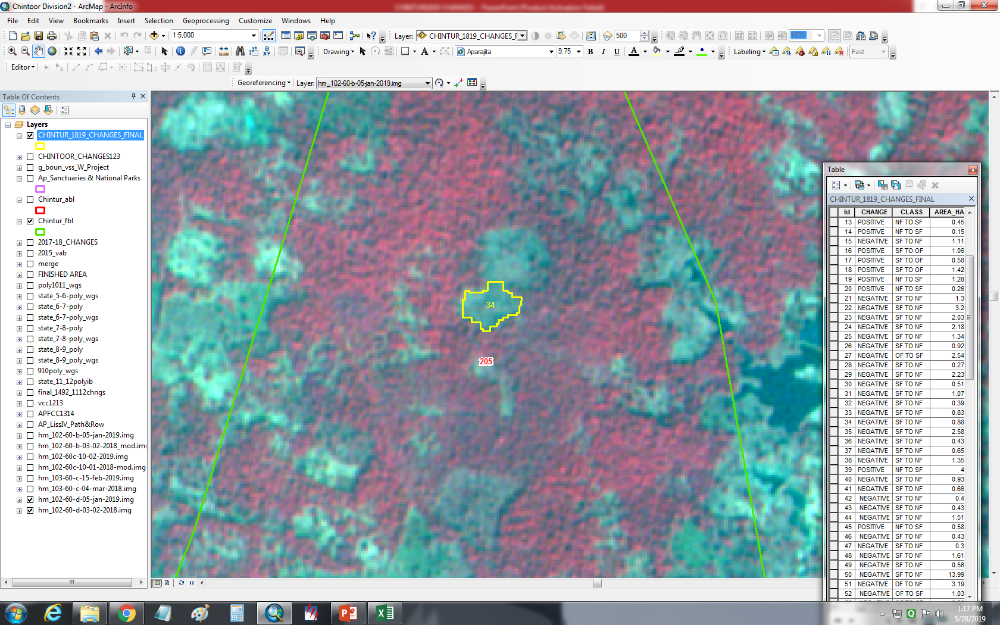 Chintoor Division2 - ArcMap - ArcInfo
File Edit View Bookmarks Insert Selection Geoprocessing Customize Windows Help
1:5,000 Layer: CHINTUR_1819_CHANGES_F 500 100%
Drawing Aparajita 9.75 B I U A Labeling Fast
Editor
Georeferencing Layer: hm_102-60-b-05-jan-2019.img
Table Of Contents
Layers
CHINTUR_1819_CHANGES_FINAL
CHINTOOR_CHANGES123
g_boun_vss_W_Project
Ap_Sanctuaries & National Parks
Chintur_abl
Chintur_fbl
2017-18_CHANGES
2015_vab
merge
FINISHED AREA
poly1011_wgs
state_5-6-poly_wgs
state_6-7-poly
state_6-7-poly_wgs
state_7-8-poly
state_7-8-poly_wgs
state_8-9_poly
state_8-9_poly_wgs
910poly_wgs
state_11_12polyib
final_1492_1112chngs
vcc1213
APFCC1314
AP_LissIV_Path&Row
hm_102-60-b-05-jan-2019.img
hm_102-60-b-03-02-2018_mod.im
hm_102-60c-10-02-2019.img
hm_102-60c-10-01-2018-mod.img
hm_103-60-c-15-feb-2019.img
hm_103-60-c-04-mar-2018.img
hm_102-60-d-05-jan-2019.img
hm_102-60-d-03-02-2018.img
34
205
Table
CHINTUR_1819_CHANGES_FINAL
Id CHANGE CLASS AREA_HA
13 POSITIVE NF TO SF 0.45
14 POSITIVE NF TO SF 0.15
15 NEGATIVE SF TO NF 1.11
16 POSITIVE SF TO OF 1.06
17 POSITIVE SF TO OF 0.58
18 POSITIVE SF TO OF 1.42
19 POSITIVE NF TO SF 1.28
20 POSITIVE NF TO SF 0.26
21 NEGATIVE SF TO NF 1.3
22 NEGATIVE SF TO NF 3.2
23 NEGATIVE SF TO NF 2.03
24 NEGATIVE SF TO NF 2.18
25 NEGATIVE SF TO NF 1.34
26 NEGATIVE SF TO NF 0.92
27 NEGATIVE OF TO SF 2.54
28 NEGATIVE SF TO NF 0.27
29 NEGATIVE SF TO NF 2.23
30 NEGATIVE SF TO NF 0.51
31 NEGATIVE SF TO NF 1.07
32 NEGATIVE SF TO NF 0.39
33 NEGATIVE SF TO NF 0.83
34 NEGATIVE SF TO NF 0.88
35 NEGATIVE SF TO NF 2.58
36 NEGATIVE SF TO NF 0.43
37 NEGATIVE SF TO NF 0.65
38 NEGATIVE SF TO NF 1.35
39 POSITIVE NF TO SF 4
40 NEGATIVE SF TO NF 0.93
41 NEGATIVE SF TO NF 0.66
42 NEGATIVE SF TO NF 0.4
43 NEGATIVE SF TO NF 0.43
44 NEGATIVE SF TO NF 1.51
45 POSITIVE NF TO SF 0.58
46 NEGATIVE SF TO NF 0.43
47 NEGATIVE SF TO NF 0.3
48 NEGATIVE SF TO NF 1.61
49 NEGATIVE SF TO NF 0.56
50 NEGATIVE SF TO NF 13.99
51 NEGATIVE DF TO NF 3.19
52 NEGATIVE OF TO SF 1.03
1:17 PM
5/28/2019